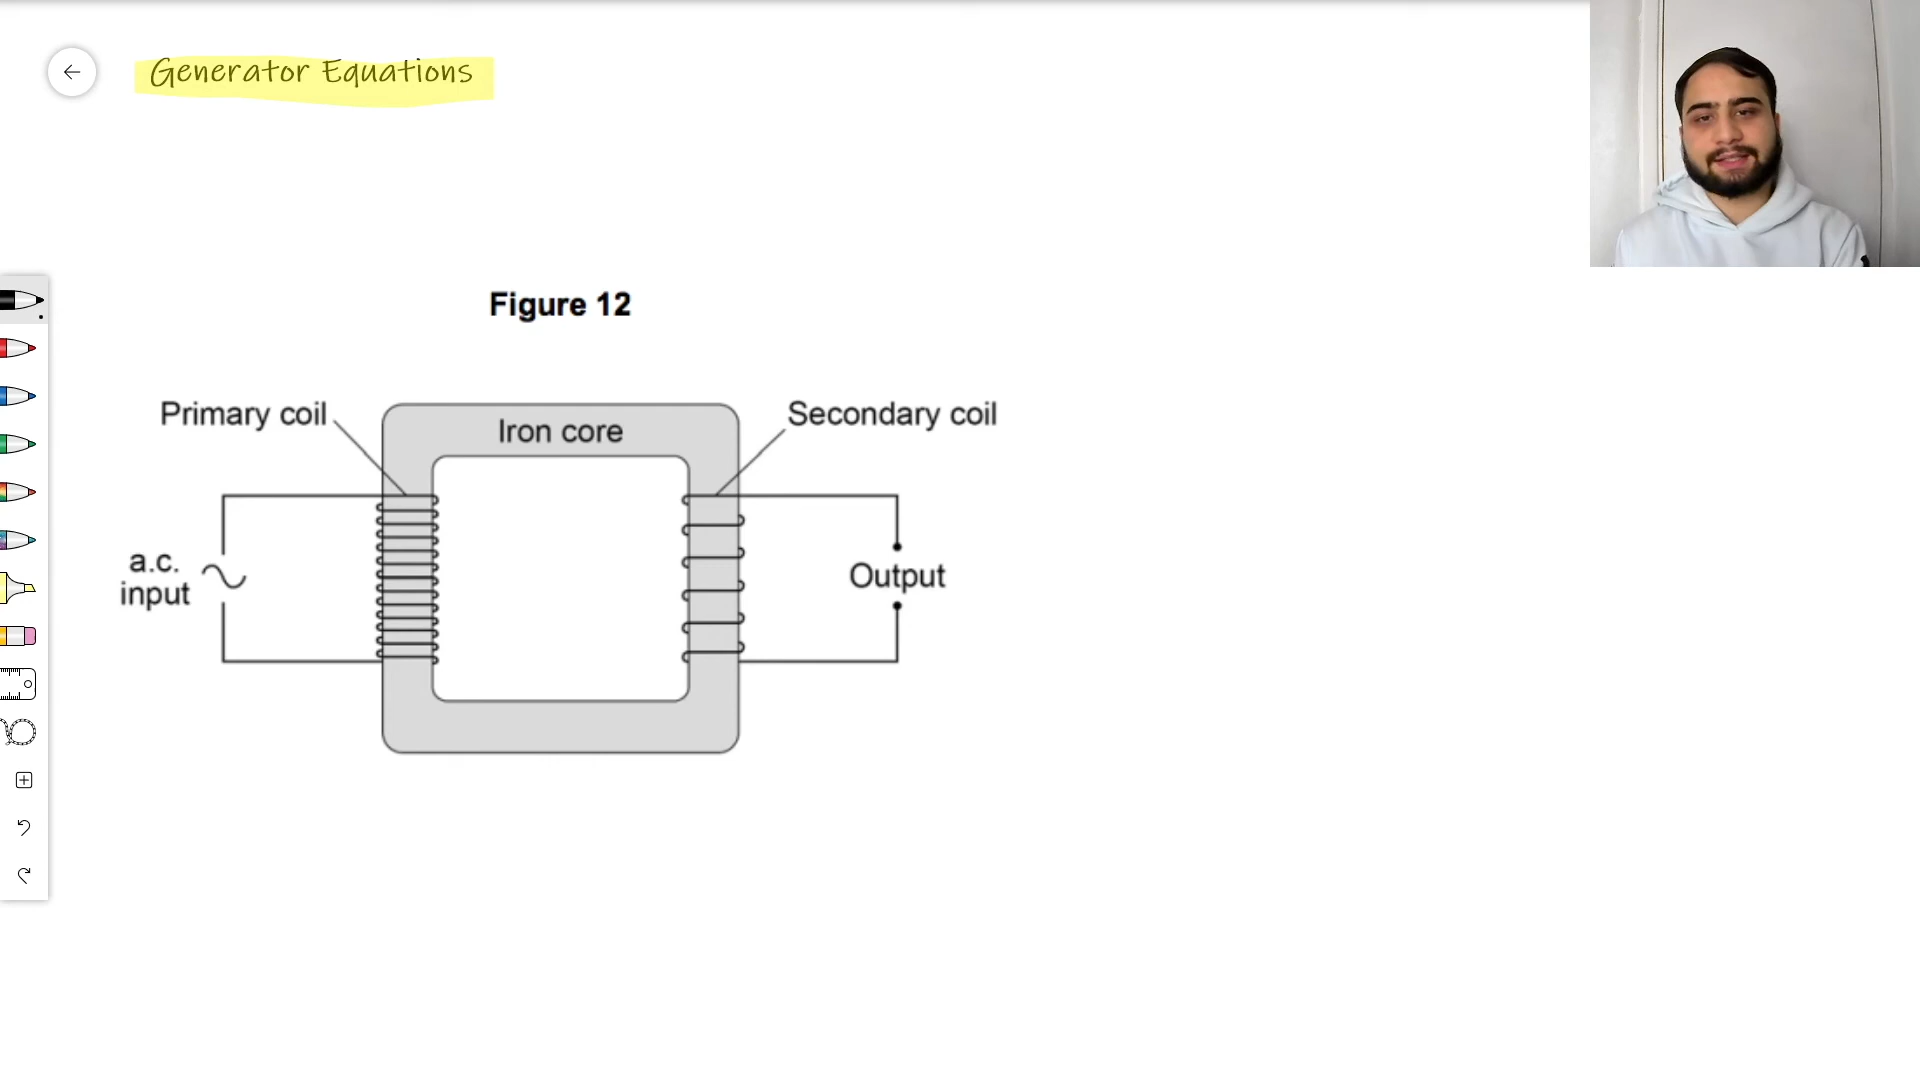 Generator Equations
Figure 12
Primary coil
Iron core
Secondary coil
a.c.
input
Output